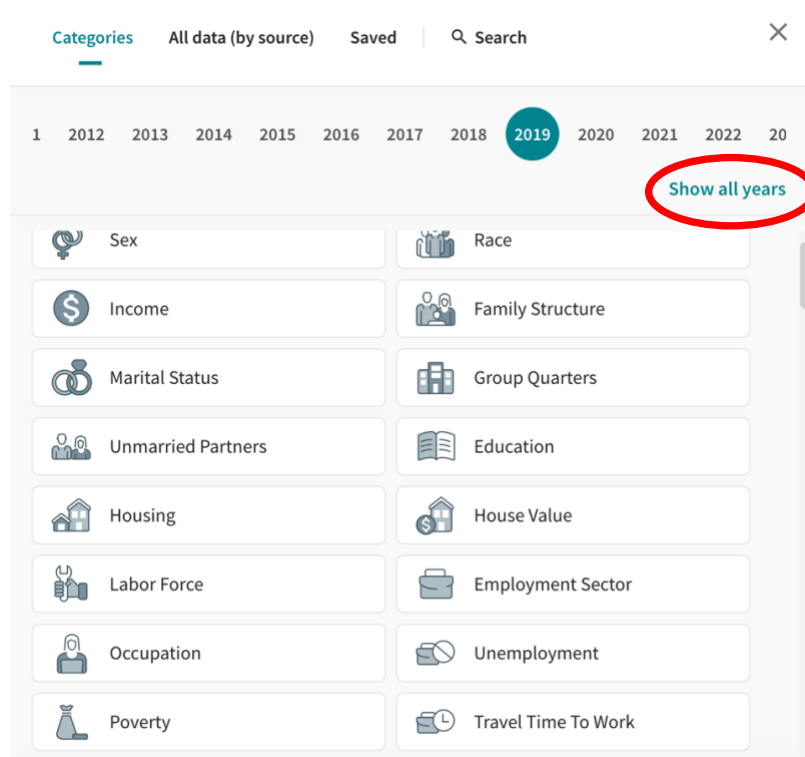 Categories All data (by source) Saved Search
1 2012 2013 2014 2015 2016 2017 2018 2019 2020 2021 2022 20
Show all years
Sex Race
Income Family Structure
Marital Status Group Quarters
Unmarried Partners Education
Housing House Value
Labor Force Employment Sector
Occupation Unemployment
Poverty Travel Time To Work